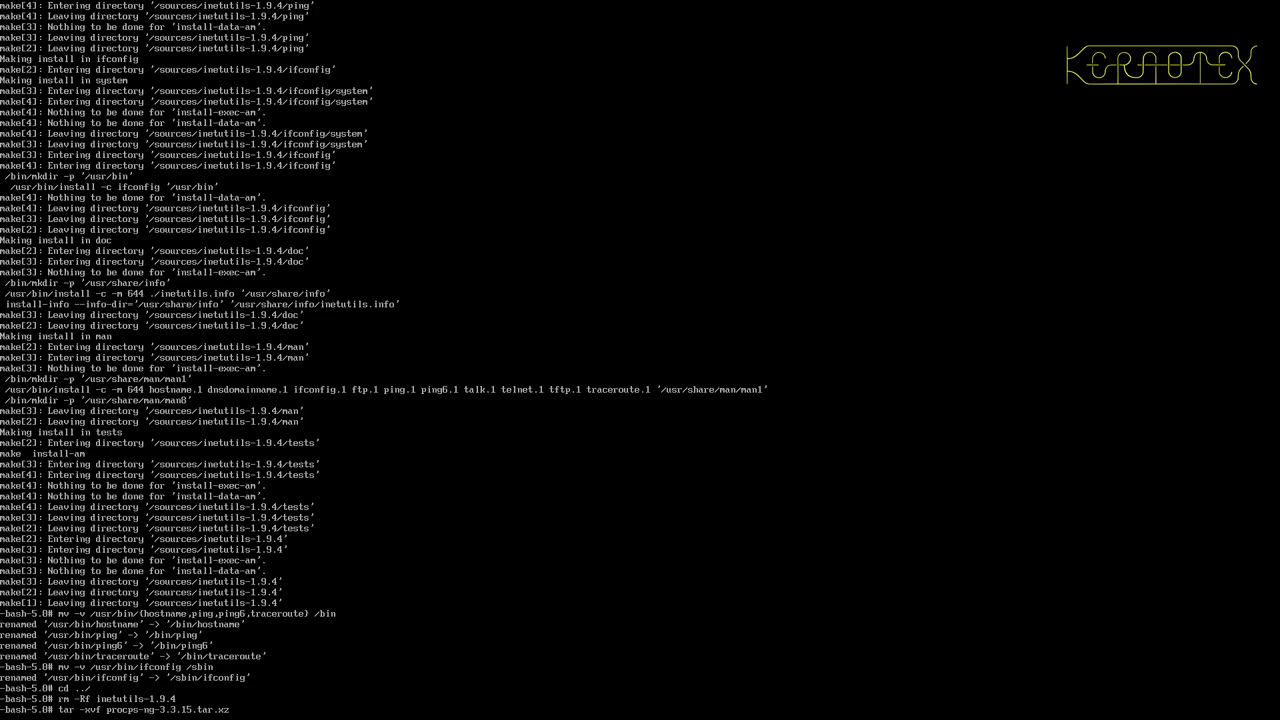 make[4]: Entering directory '/sources/inetutils-1.9.4/ping'
make[4]: Leaving directory '/sources/inetutils-1.9.4/ping'
make[3]: Nothing to be done for 'install-data-am'.
make[3]: Leaving directory '/sources/inetutils-1.9.4/ping'
make[2]: Leaving directory '/sources/inetutils-1.9.4/ping'
Making install in ifconfig
make[2]: Entering directory '/sources/inetutils-1.9.4/ifconfig'
Making install in system
make[3]: Entering directory '/sources/inetutils-1.9.4/ifconfig/system'
make[4]: Entering directory '/sources/inetutils-1.9.4/ifconfig/system'
make[4]: Nothing to be done for 'install-exec-am'.
make[4]: Nothing to be done for 'install-data-am'.
make[4]: Leaving directory '/sources/inetutils-1.9.4/ifconfig/system'
make[3]: Leaving directory '/sources/inetutils-1.9.4/ifconfig/system'
make[3]: Entering directory '/sources/inetutils-1.9.4/ifconfig'
make[4]: Entering directory '/sources/inetutils-1.9.4/ifconfig'
/bin/mkdir -p '/usr/bin'
/usr/bin/install -c ifconfig '/usr/bin'
make[4]: Nothing to be done for 'install-data-am'.
make[4]: Leaving directory '/sources/inetutils-1.9.4/ifconfig'
make[3]: Leaving directory '/sources/inetutils-1.9.4/ifconfig'
make[2]: Leaving directory '/sources/inetutils-1.9.4/ifconfig'
Making install in doc
make[2]: Entering directory '/sources/inetutils-1.9.4/doc'
make[3]: Entering directory '/sources/inetutils-1.9.4/doc'
make[3]: Nothing to be done for 'install-exec-am'.
/bin/mkdir -p '/usr/share/info'
/usr/bin/install -c -m 644 ./inetutils.info '/usr/share/info'
install-info --info-dir='/usr/share/info' '/usr/share/info/inetutils.info'
make[3]: Leaving directory '/sources/inetutils-1.9.4/doc'
make[2]: Leaving directory '/sources/inetutils-1.9.4/doc'
Making install in man
make[2]: Entering directory '/sources/inetutils-1.9.4/man'
make[3]: Entering directory '/sources/inetutils-1.9.4/man'
make[3]: Nothing to be done for 'install-exec-am'.
/bin/mkdir -p '/usr/share/man/man1'
/usr/bin/install -c -m 644 hostname.1 dnsdomainname.1 ifconfig.1 ftp.1 ping.1 ping6.1 talk.1 telnet.1 tftp.1 traceroute.1 '/usr/share/man/man1'
/bin/mkdir -p '/usr/share/man/man8'
make[3]: Leaving directory '/sources/inetutils-1.9.4/man'
make[2]: Leaving directory '/sources/inetutils-1.9.4/man'
Making install in tests
make[2]: Entering directory '/sources/inetutils-1.9.4/tests'
make  install-am
make[3]: Entering directory '/sources/inetutils-1.9.4/tests'
make[4]: Entering directory '/sources/inetutils-1.9.4/tests'
make[4]: Nothing to be done for 'install-exec-am'.
make[4]: Nothing to be done for 'install-data-am'.
make[4]: Leaving directory '/sources/inetutils-1.9.4/tests'
make[3]: Leaving directory '/sources/inetutils-1.9.4/tests'
make[2]: Leaving directory '/sources/inetutils-1.9.4/tests'
make[2]: Entering directory '/sources/inetutils-1.9.4'
make[3]: Entering directory '/sources/inetutils-1.9.4'
make[3]: Nothing to be done for 'install-exec-am'.
make[3]: Nothing to be done for 'install-data-am'.
make[3]: Leaving directory '/sources/inetutils-1.9.4'
make[2]: Leaving directory '/sources/inetutils-1.9.4'
make[1]: Leaving directory '/sources/inetutils-1.9.4'
-bash-5.0# mv -v /usr/bin/{hostname,ping,ping6,traceroute} /bin
renamed '/usr/bin/hostname' -> '/bin/hostname'
renamed '/usr/bin/ping' -> '/bin/ping'
renamed '/usr/bin/ping6' -> '/bin/ping6'
renamed '/usr/bin/traceroute' -> '/bin/traceroute'
-bash-5.0# mv -v /usr/bin/ifconfig /sbin
renamed '/usr/bin/ifconfig' -> '/sbin/ifconfig'
-bash-5.0# cd ../
-bash-5.0# rm -Rf inetutils-1.9.4
-bash-5.0# tar -xvf procps-ng-3.3.15.tar.xz
KERAOTEX